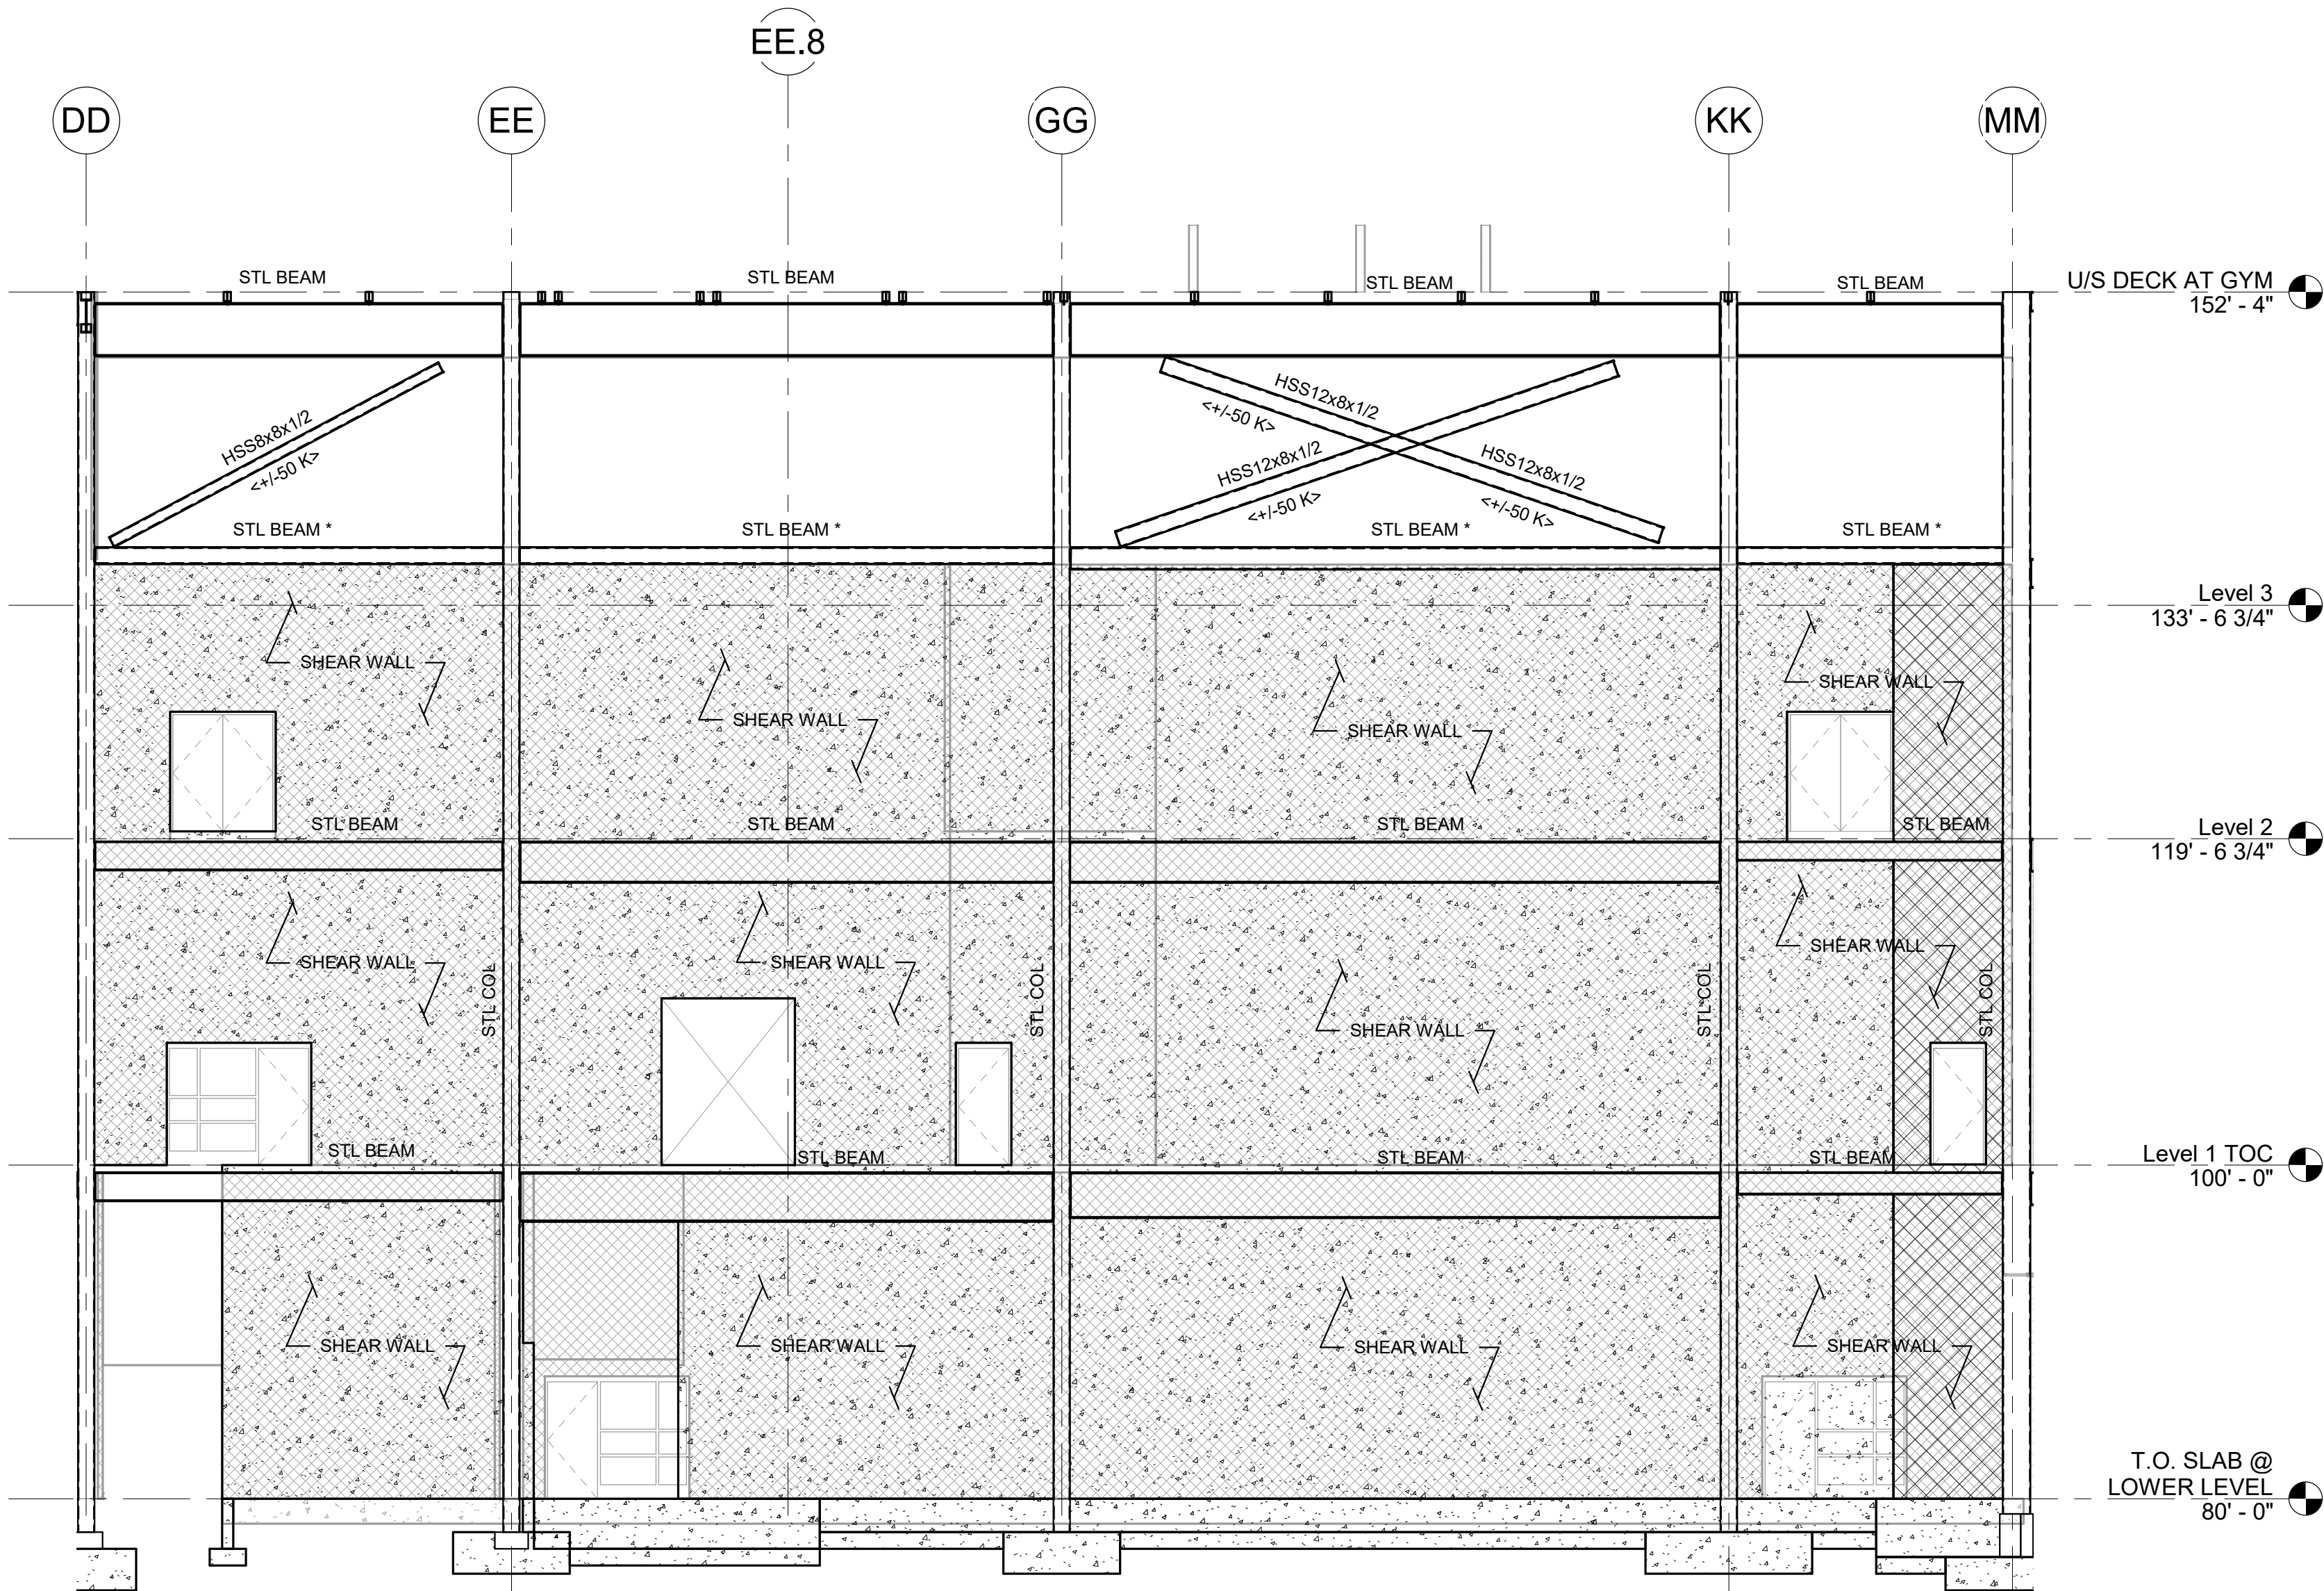 EE.8
DD
EE
GG
KK
MM
STL BEAM
STL BEAM
STL BEAM
STL BEAM
U/S DECK AT GYM
152' - 4"
HSS8x8x1/2
<+/-50 K>
HSS12x8x1/2
<+/-50 K>
HSS12x8x1/2
<+/-50 K>
HSS12x8x1/2
<+/-50 K>
STL BEAM *
STL BEAM *
STL BEAM *
STL BEAM *
Level 3
133' - 6 3/4"
SHEAR WALL
SHEAR WALL
SHEAR WALL
SHEAR WALL
STL BEAM
STL BEAM
STL BEAM
STL BEAM
Level 2
119' - 6 3/4"
SHEAR WALL
SHEAR WALL
SHEAR WALL
SHEAR WALL
STL COL
STL COL
STL COL
STL COL
STL BEAM
STL BEAM
STL BEAM
STL BEAM
Level 1 TOC
100' - 0"
SHEAR WALL
SHEAR WALL
SHEAR WALL
SHEAR WALL
T.O. SLAB @
LOWER LEVEL
80' - 0"